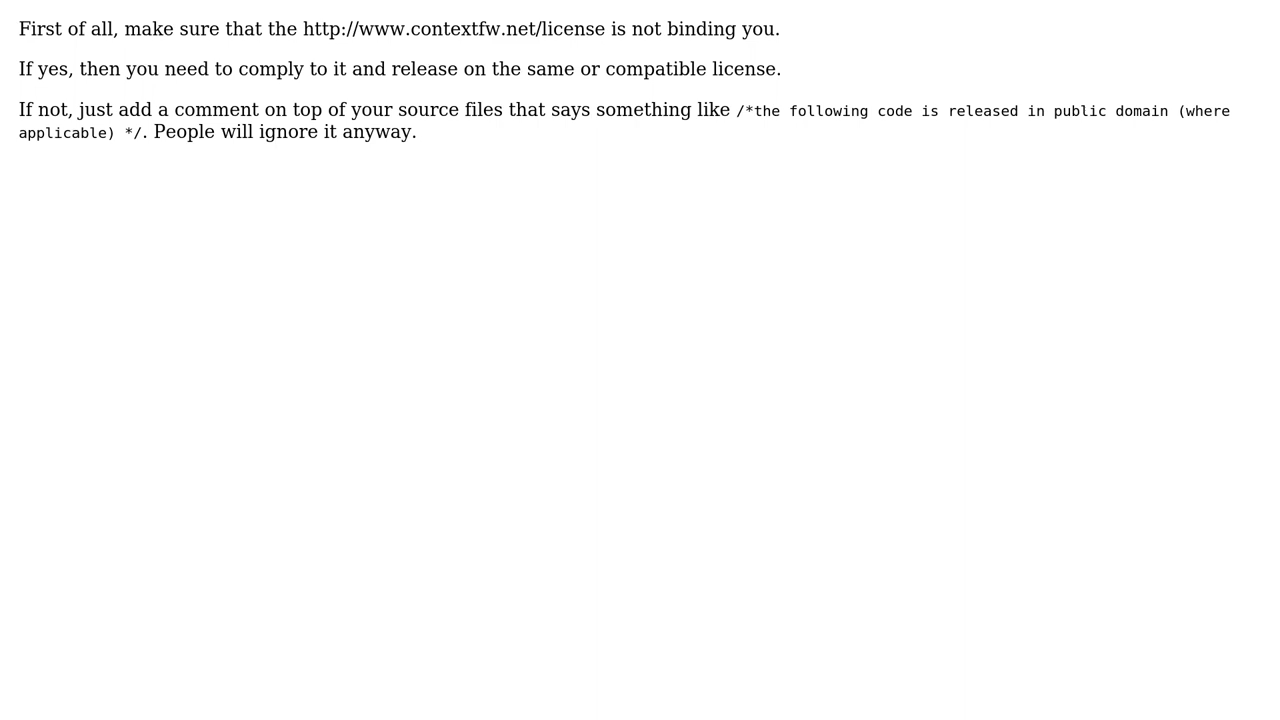 First of all, make sure that the http://www.contextfw.net/license is not binding you.
If yes, then you need to comply to it and release on the same or compatible license.
If not, just add a comment on top of your source files that says something like /*the following code is released in public domain (where
applicable) */. People will ignore it anyway.